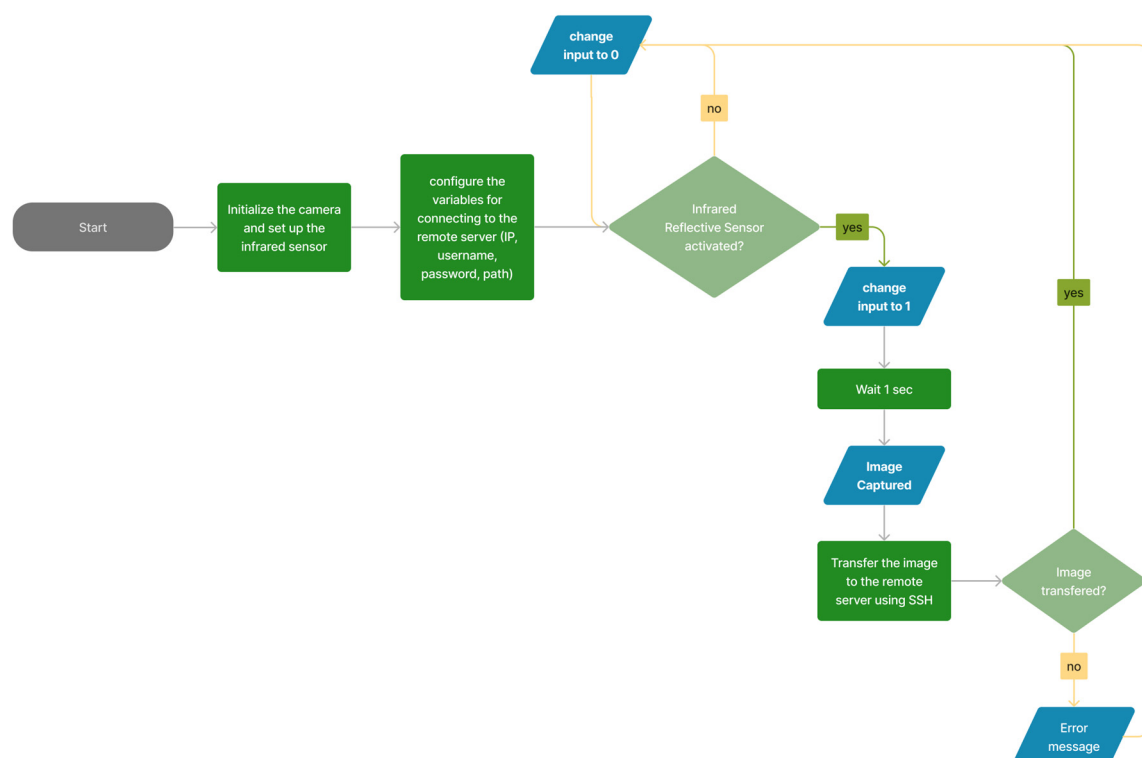 change
input to 0
no
Start
Initialize the camera
and set up the
infrared sensor
configure the
variables for
connecting to the
remote server (IP,
username,
password, path)
Infrared
Reflective Sensor
activated?
yes
change
input to 1
Wait 1 sec
Image
Captured
Transfer the image
to the remote
server using SSH
Image
transfered?
yes
no
Error
message